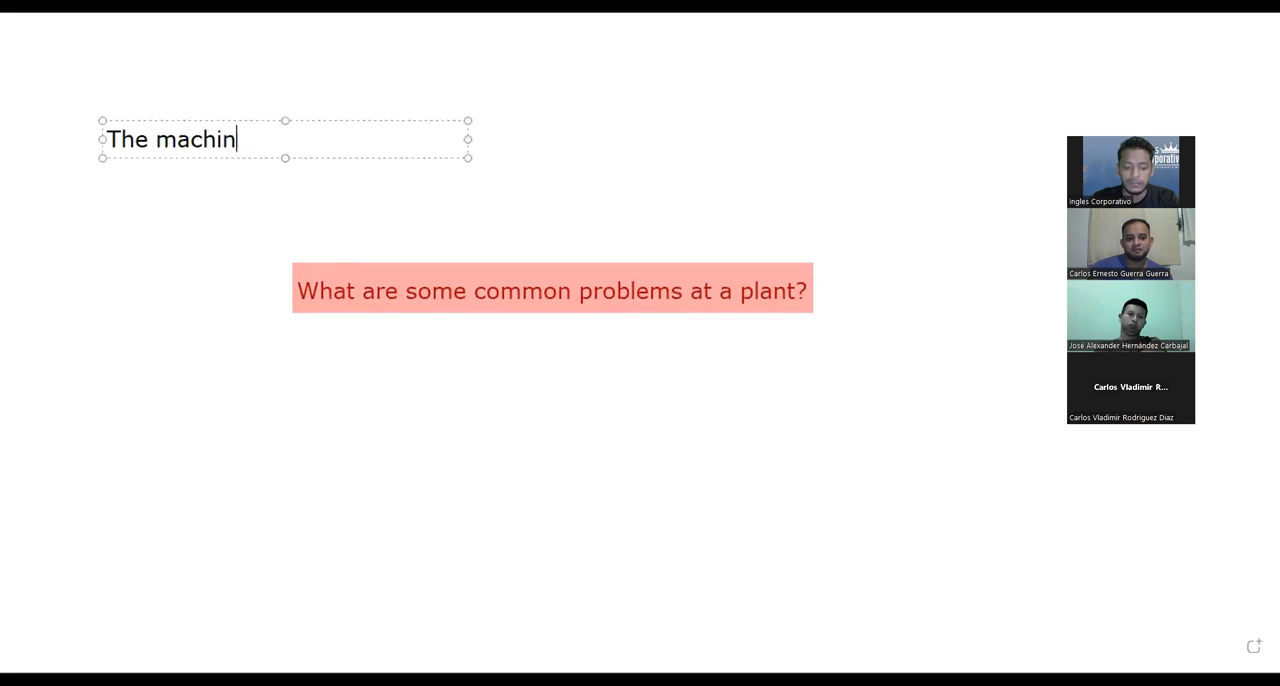 The machin
What are some common problems at a plant?
porativ
Ingles Corporativo
Carlos Ernesto Guerra Guerra
José Alexander Hernández Carbajal
Carlos Vladimir R...
Carlos Vladimir Rodriguez Diaz